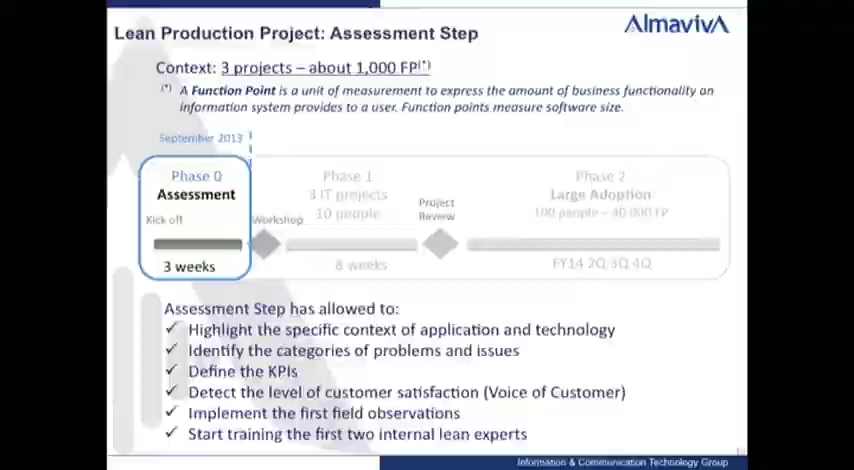 Lean Production Project: Assessment Step
AlmavivA
Context: 3 projects – about 1,000 FP(*)
(*) A Function Point is a unit of measurement to express the amount of business functionality an
information system provides to a user. Function points measure software size.
September 2013
Phase 0
Assessment
Kick off
3 weeks
Workshop
Phase 1
3 IT projects
10 people
8 weeks
Project
Review
Phase 2
Large Adoption
100 people – 40 000 FP
FY14 2Q 3Q 4Q
Assessment Step has allowed to:
✓ Highlight the specific context of application and technology
✓ Identify the categories of problems and issues
✓ Define the KPIs
✓ Detect the level of customer satisfaction (Voice of Customer)
✓ Implement the first field observations
✓ Start training the first two internal lean experts
Information & Communication Technology Group